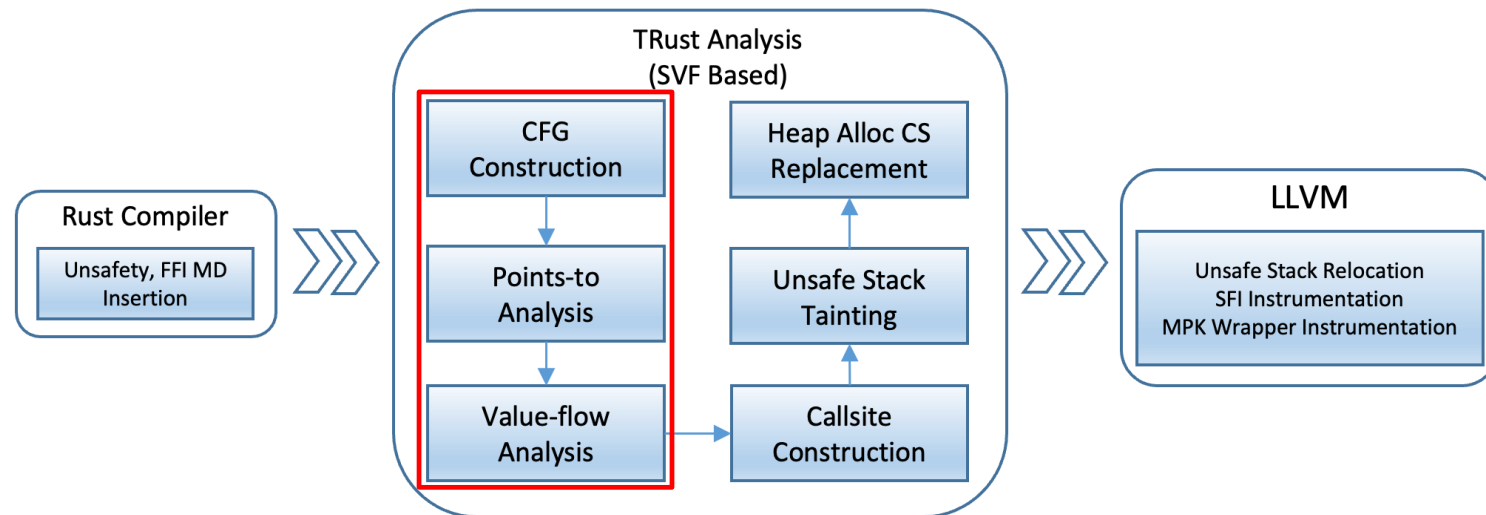 TRust Analysis
(SVF Based)
Rust Compiler
Unsafety, FFI MD
Insertion
CFG
Construction
Points-to
Analysis
Value-flow
Analysis
Callsite
Construction
Unsafe Stack
Tainting
Heap Alloc CS
Replacement
LLVM
Unsafe Stack Relocation
SFI Instrumentation
MPK Wrapper Instrumentation